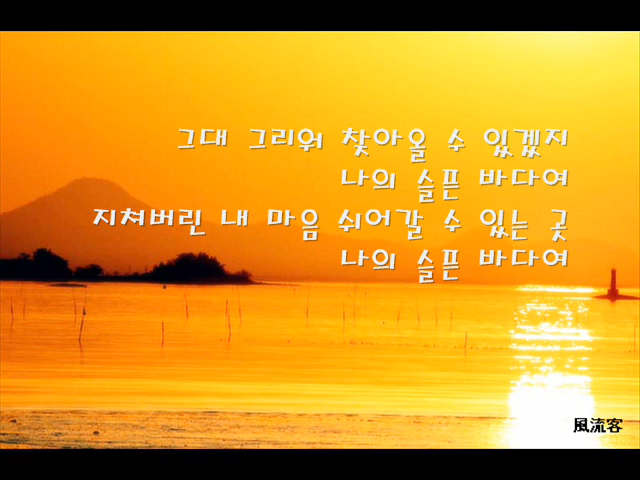 그대 그리워 찾아올 수 있겠지
나의 슬픈 바다여
지쳐버린 내 마음 쉬어갈 수 있는 곳
나의 슬픈 바다여
風流客